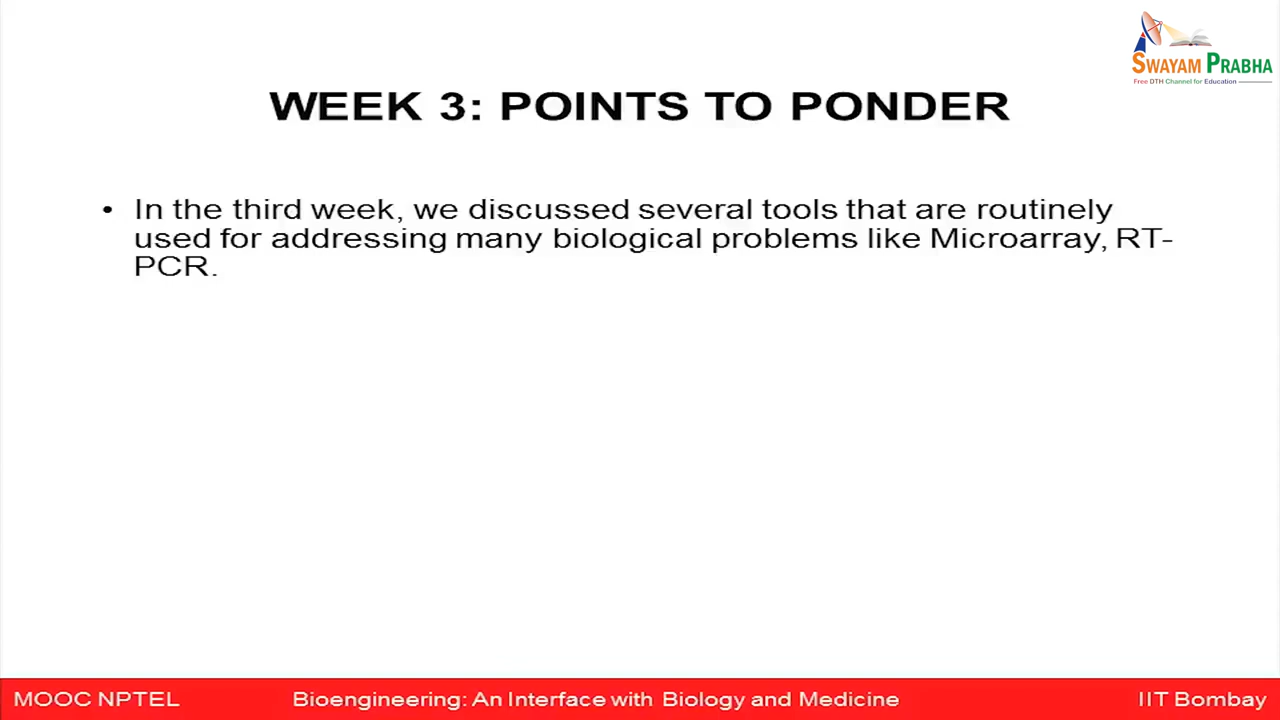 SWAYAM PRABHA
Free DTH Channel for Education
WEEK 3: POINTS TO PONDER
• In the third week, we discussed several tools that are routinely
used for addressing many biological problems like Microarray, RT-
PCR.
MOOC NPTEL
Bioengineering: An Interface with Biology and Medicine
IIT Bombay